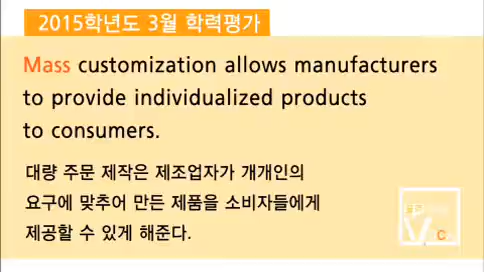 2015학년도 3월 학력평가
Mass customization allows manufacturers
to provide individualized products
to consumers.
대량 주문 제작은 제조업자가 개개인의
요구에 맞추어 만든 제품을 소비자들에게
제공할 수 있게 해준다.